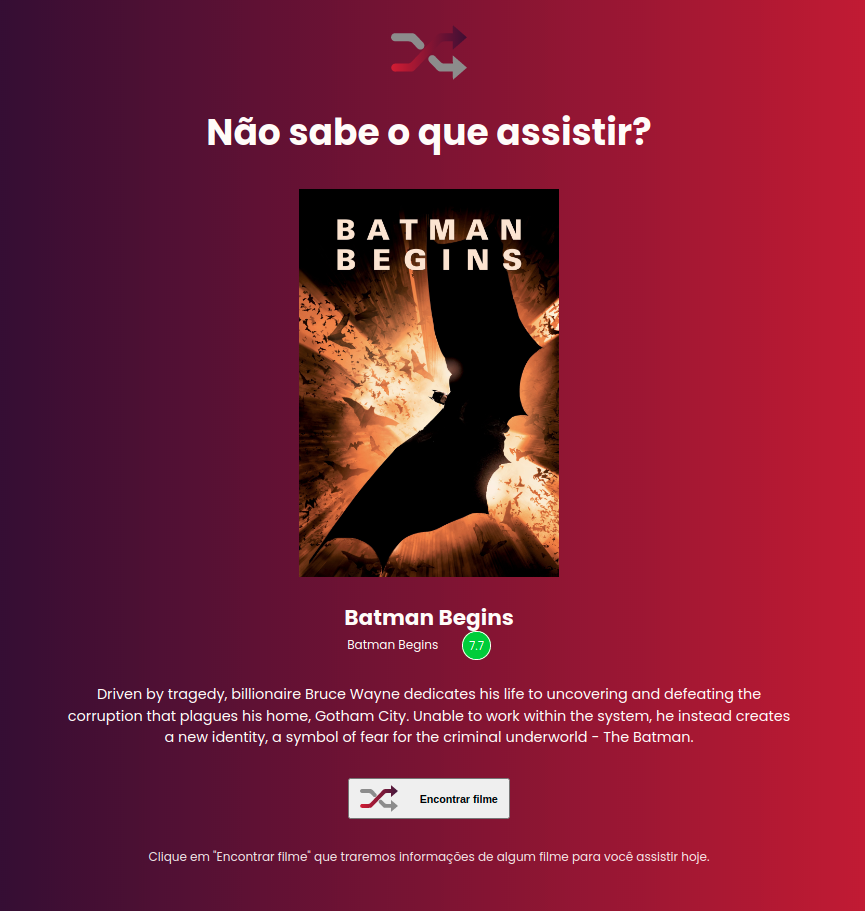 Não sabe o que assistir?
BATMAN
BEGINS
Batman Begins
Batman Begins 7.7
Driven by tragedy, billionaire Bruce Wayne dedicates his life to uncovering and defeating the
corruption that plagues his home, Gotham City. Unable to work within the system, he instead creates
a new identity, a symbol of fear for the criminal underworld - The Batman.
Encontrar filme
Clique em "Encontrar filme" que traremos informações de algum filme para você assistir hoje.